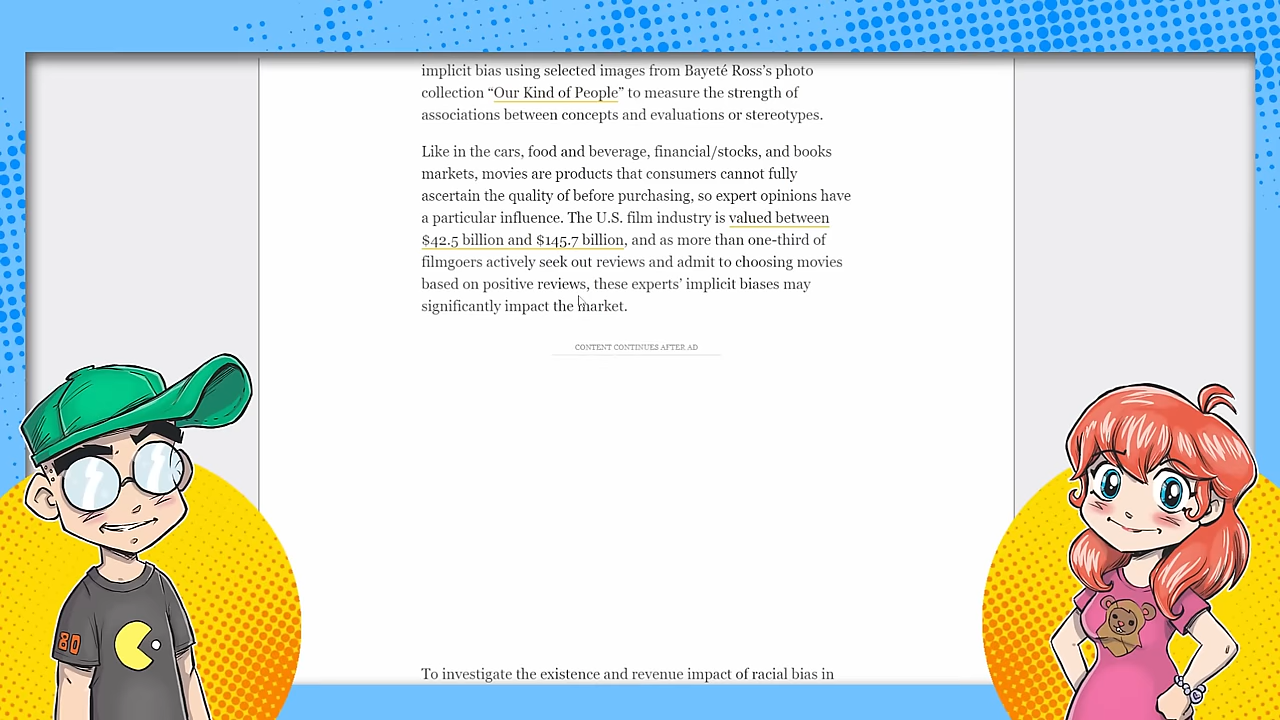 implicit bias using selected images from Bayeté Ross’s photo
collection “Our Kind of People” to measure the strength of
associations between concepts and evaluations or stereotypes.
Like in the cars, food and beverage, financial/stocks, and books
markets, movies are products that consumers cannot fully
ascertain the quality of before purchasing, so expert opinions have
a particular influence. The U.S. film industry is valued between
$42.5 billion and $145.7 billion, and as more than one-third of
filmgoers actively seek out reviews and admit to choosing movies
based on positive reviews, these experts’ implicit biases may
significantly impact the market.
CONTENT CONTINUES AFTER AD
80
To investigate the existence and revenue impact of racial bias in